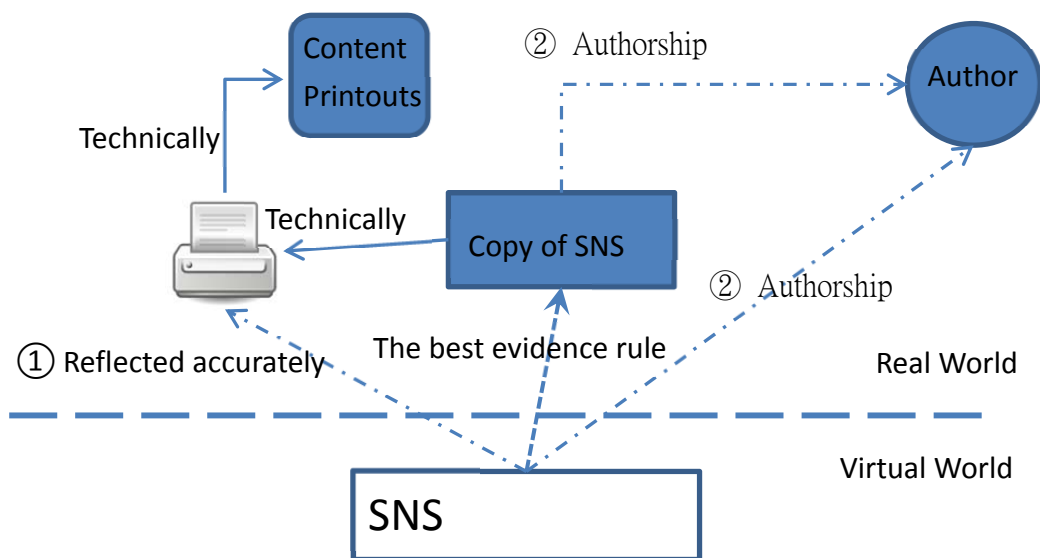 Content
Printouts
② Authorship
Author
Technically
Technically
Copy of SNS
② Authorship
① Reflected accurately
The best evidence rule
Real World
Virtual World
SNS